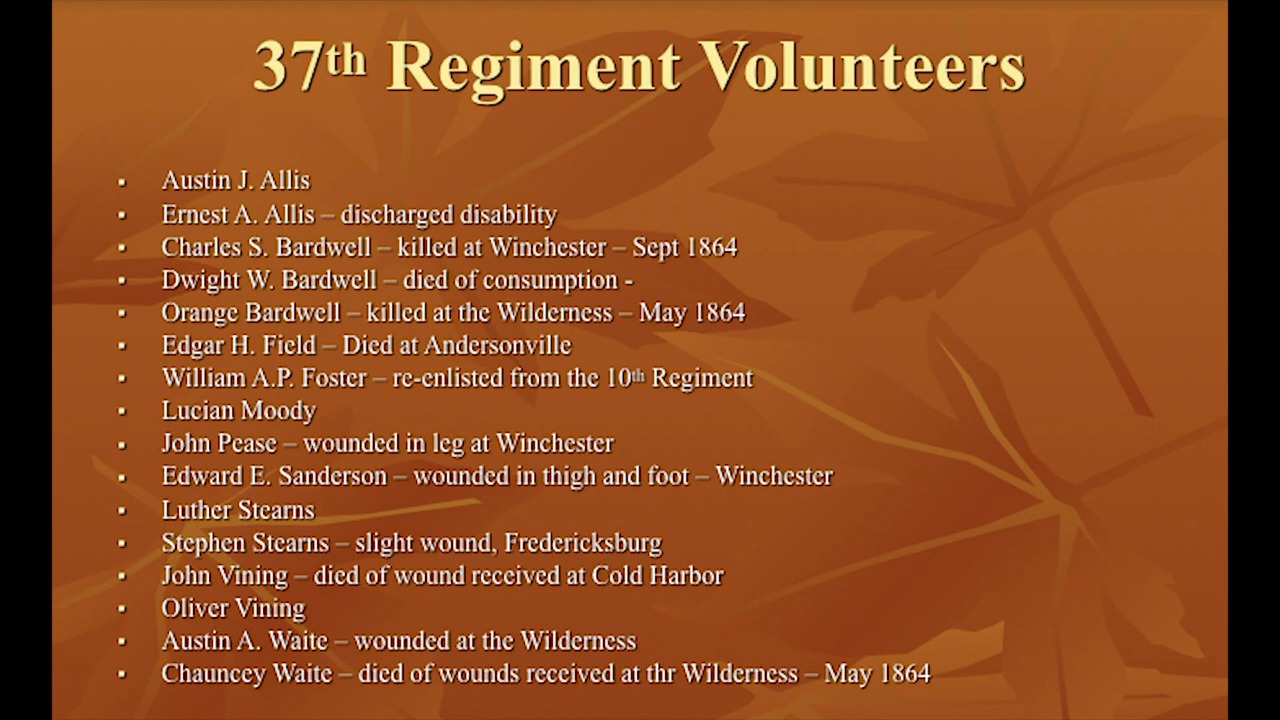 37th Regiment Volunteers
▪ Austin J. Allis
▪ Ernest A. Allis – discharged disability
▪ Charles S. Bardwell – killed at Winchester – Sept 1864
▪ Dwight W. Bardwell – died of consumption -
▪ Orange Bardwell – killed at the Wilderness – May 1864
▪ Edgar H. Field – Died at Andersonville
▪ William A.P. Foster – re-enlisted from the 10th Regiment
▪ Lucian Moody
▪ John Pease – wounded in leg at Winchester
▪ Edward E. Sanderson – wounded in thigh and foot – Winchester
▪ Luther Stearns
▪ Stephen Stearns – slight wound, Fredericksburg
▪ John Vining – died of wound received at Cold Harbor
▪ Oliver Vining
▪ Austin A. Waite – wounded at the Wilderness
▪ Chauncey Waite – died of wounds received at thr Wilderness – May 1864